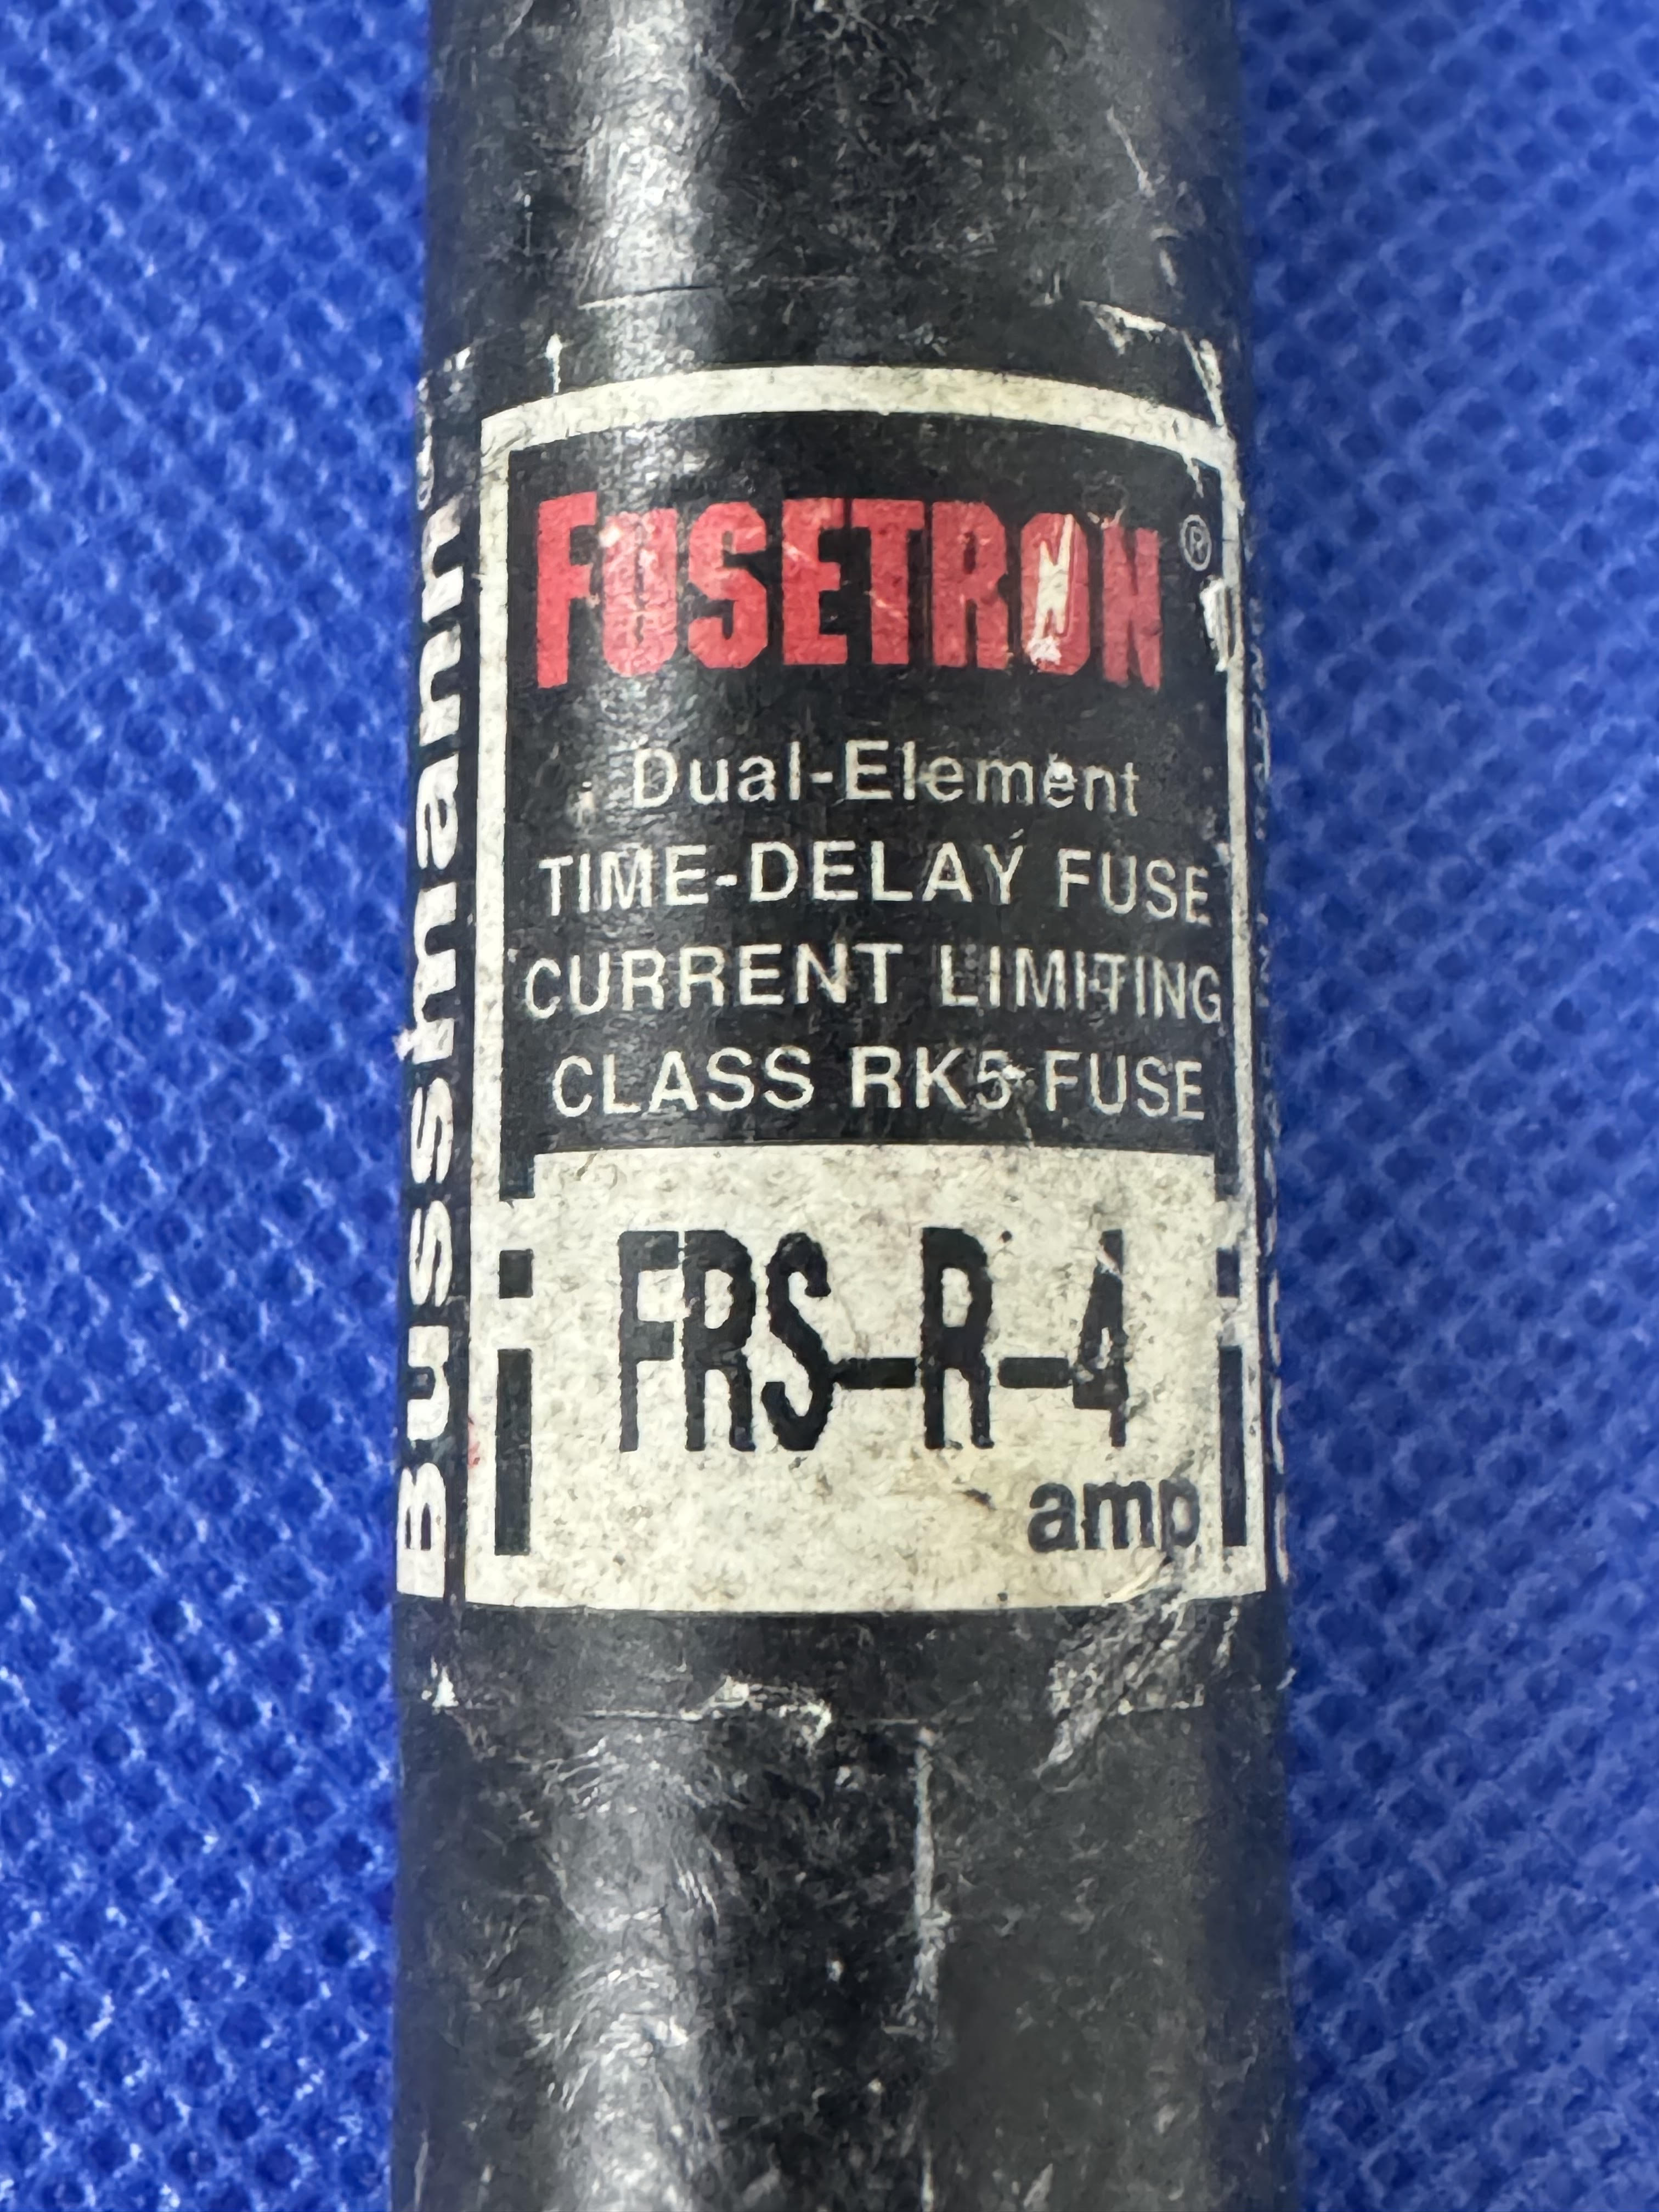 FUSETRON®
Dual-Element
TIME-DELAY FUSE
CURRENT LIMITING
CLASS RK5 FUSE
FRS-R-4
amp
Bussmann®